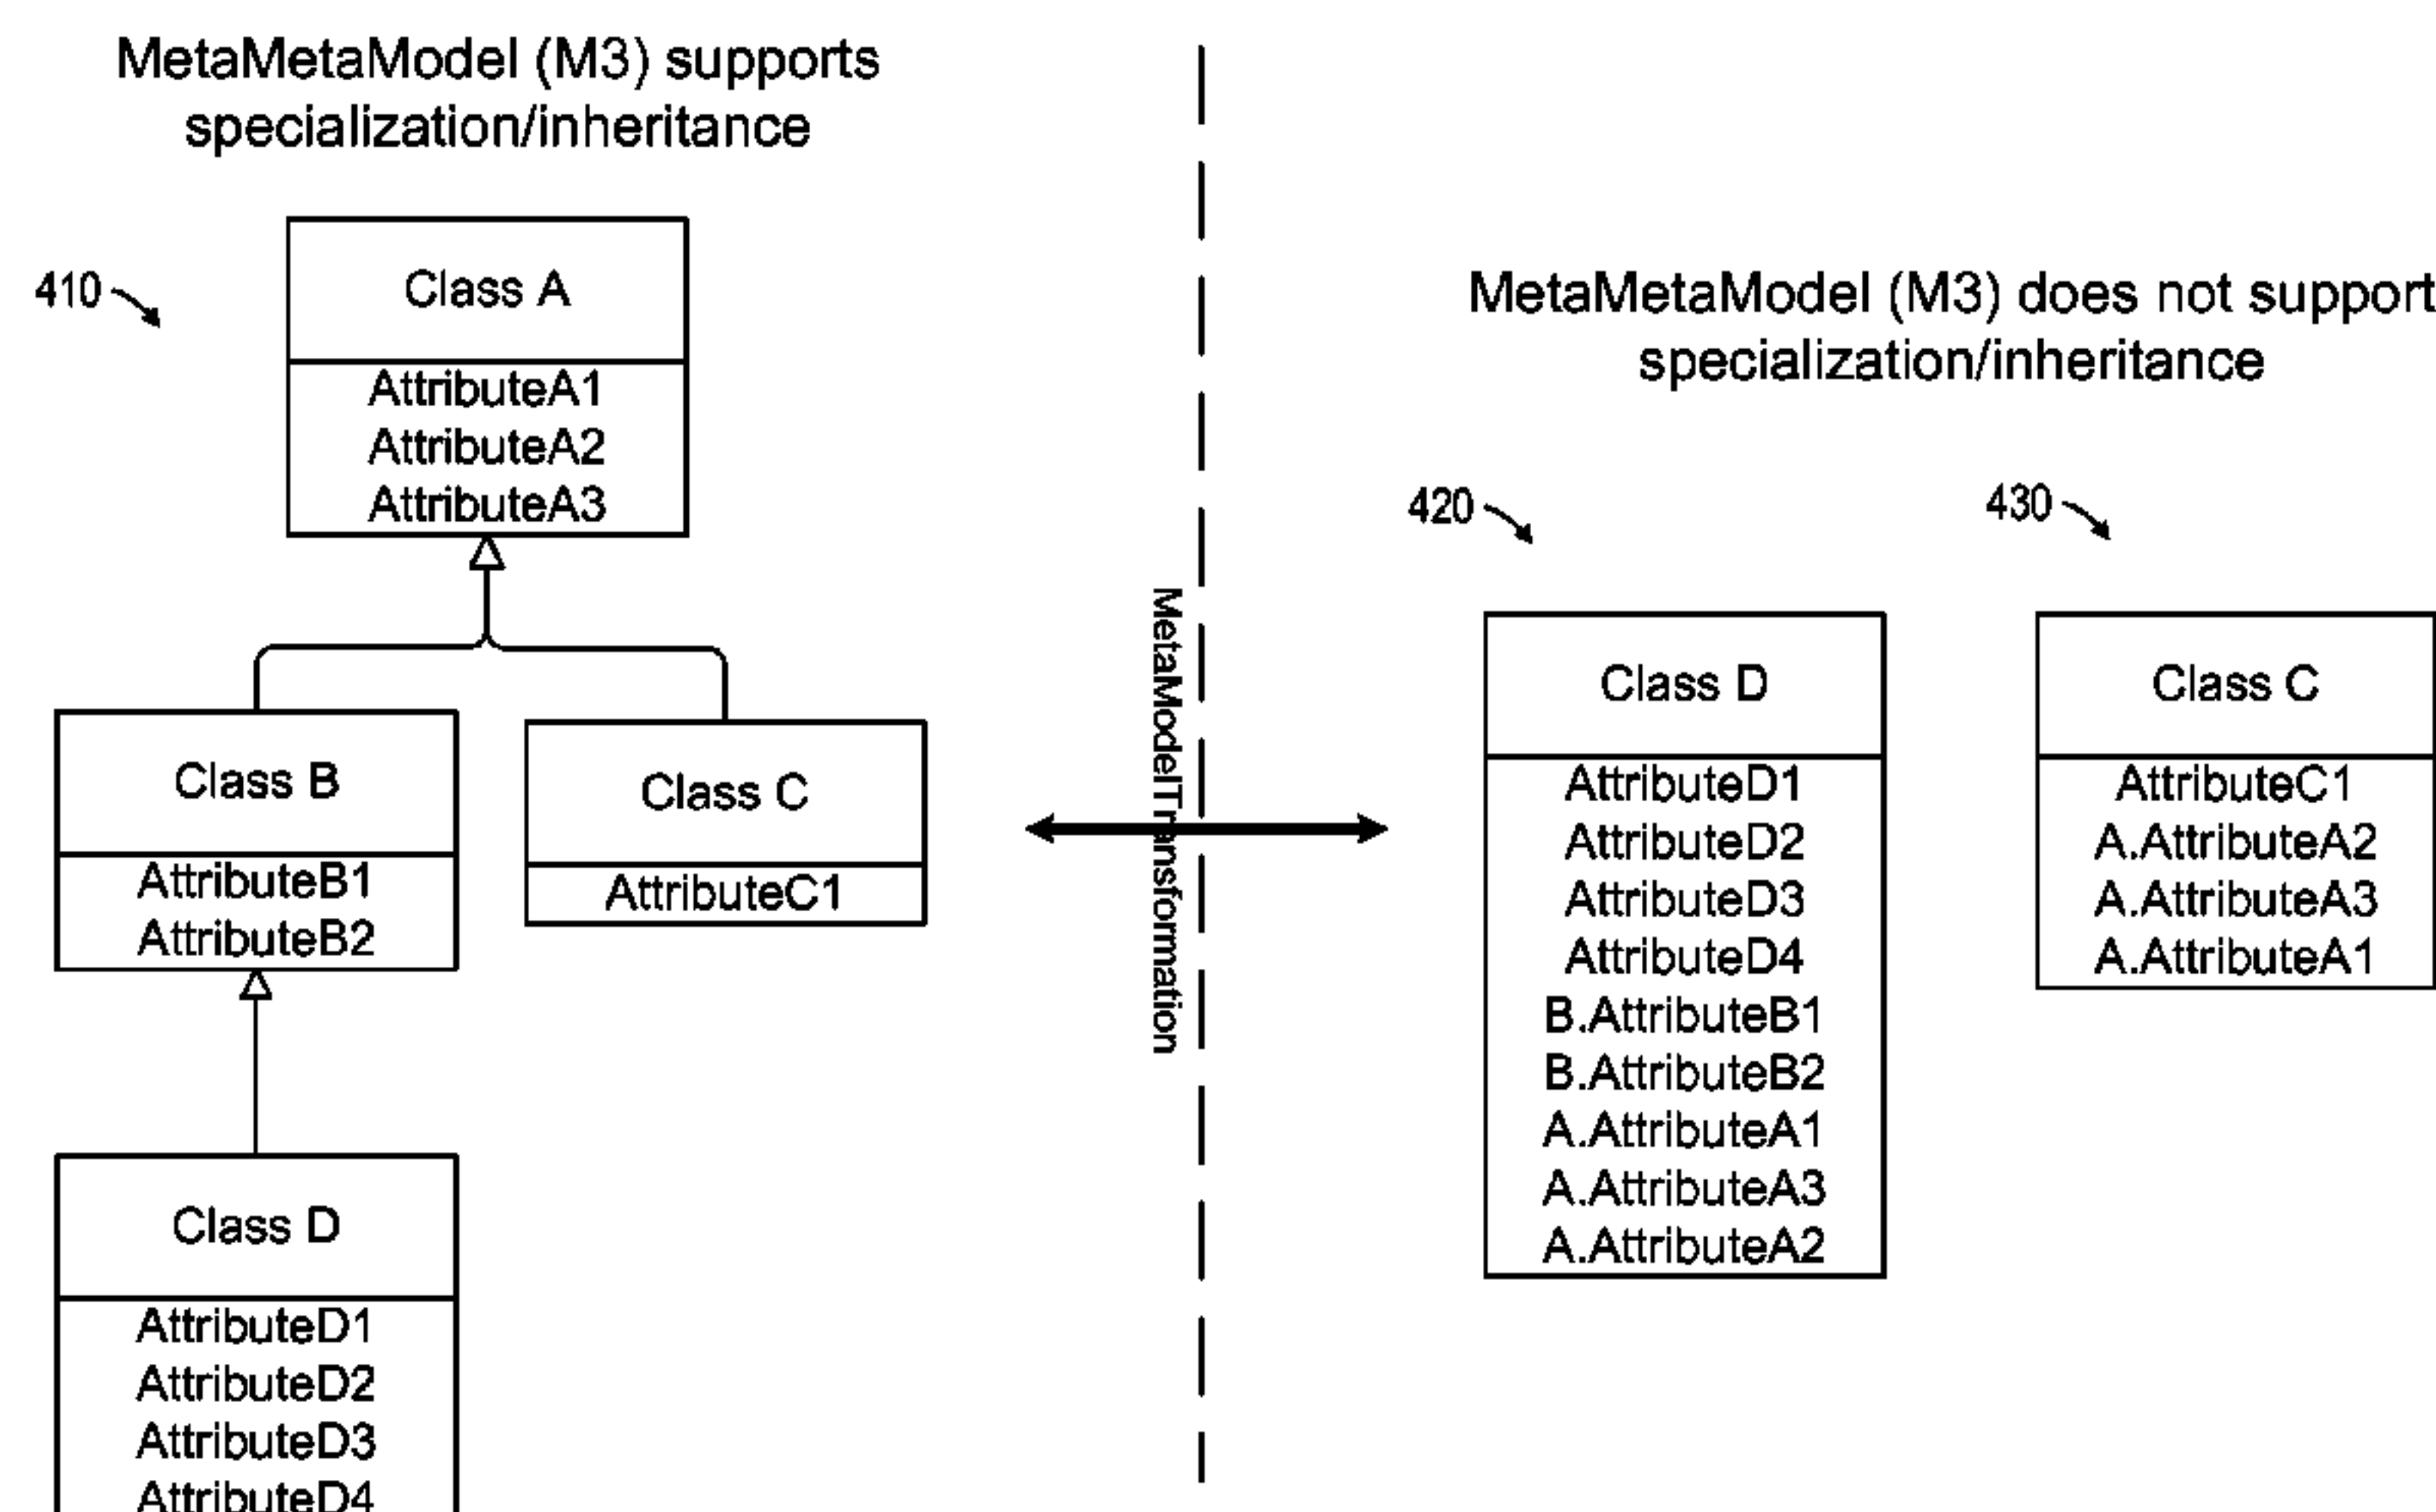 MetaMetaModel (M3) supports
specialization/inheritance
410
Class A
AttributeA1
AttributeA2
AttributeA3
Class B
AttributeB1
AttributeB2
Class C
AttributeC1
Class D
AttributeD1
AttributeD2
AttributeD3
AttributeD4
MetaModelTransformation
MetaMetaModel (M3) does not support
specialization/inheritance
420
Class D
AttributeD1
AttributeD2
AttributeD3
AttributeD4
B.AttributeB1
B.AttributeB2
A.AttributeA1
A.AttributeA3
A.AttributeA2
430
Class C
AttributeC1
A.AttributeA2
A.AttributeA3
A.AttributeA1